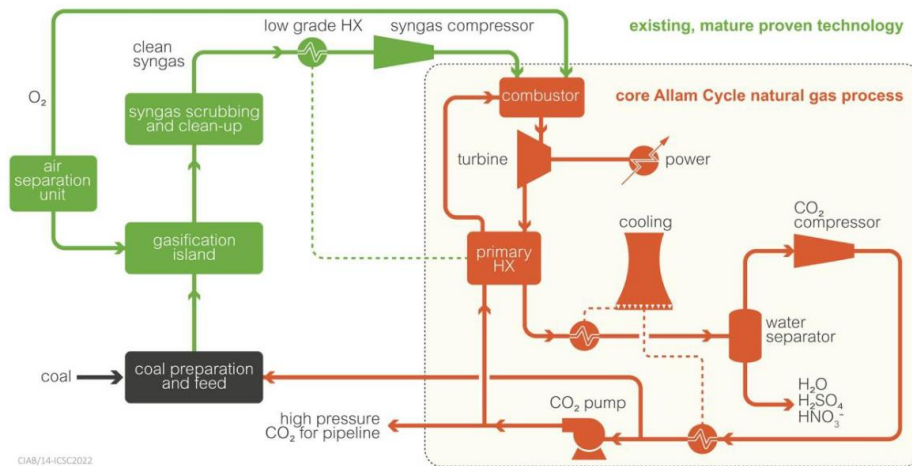 low grade HX
syngas compressor
existing, mature proven technology
clean
syngas
O₂
combustor
core Allam Cycle natural gas process
syngas scrubbing
and clean-up
turbine
power
air
separation
unit
cooling
CO₂
compressor
gasification
island
primary
HX
water
separator
coal
coal preparation
and feed
H₂O
H₂SO₄
HNO₃⁻
high pressure
CO₂ for pipeline
CO₂ pump
CIAB/14-ICSC2022